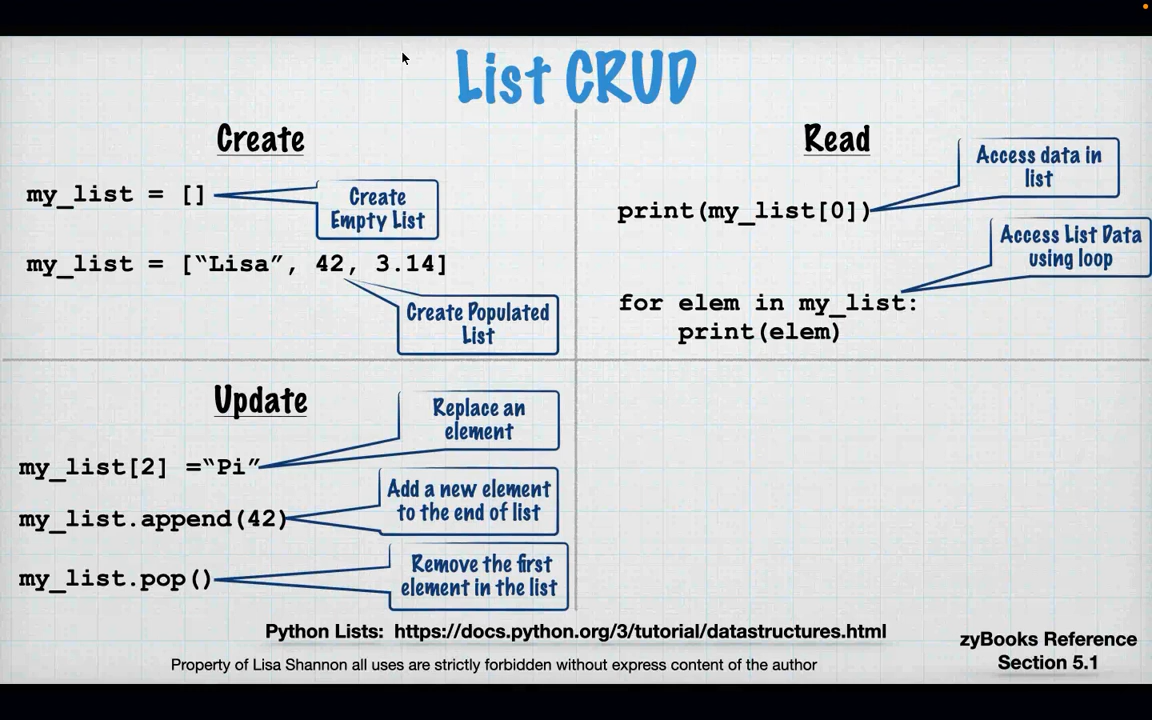 List CRUD
Create
my_list = []
Create
Empty List
my_list = [“Lisa”, 42, 3.14]
Create Populated
List
Read
Access data in
list
print(my_list[0])
Access List Data
using loop
for elem in my_list:
    print(elem)
Update
Replace an
element
my_list[2] =“Pi”
Add a new element
to the end of list
my_list.append(42)
Remove the first
element in the list
my_list.pop()
Python Lists:  https://docs.python.org/3/tutorial/datastructures.html
zyBooks Reference
Section 5.1
Property of Lisa Shannon all uses are strictly forbidden without express content of the author